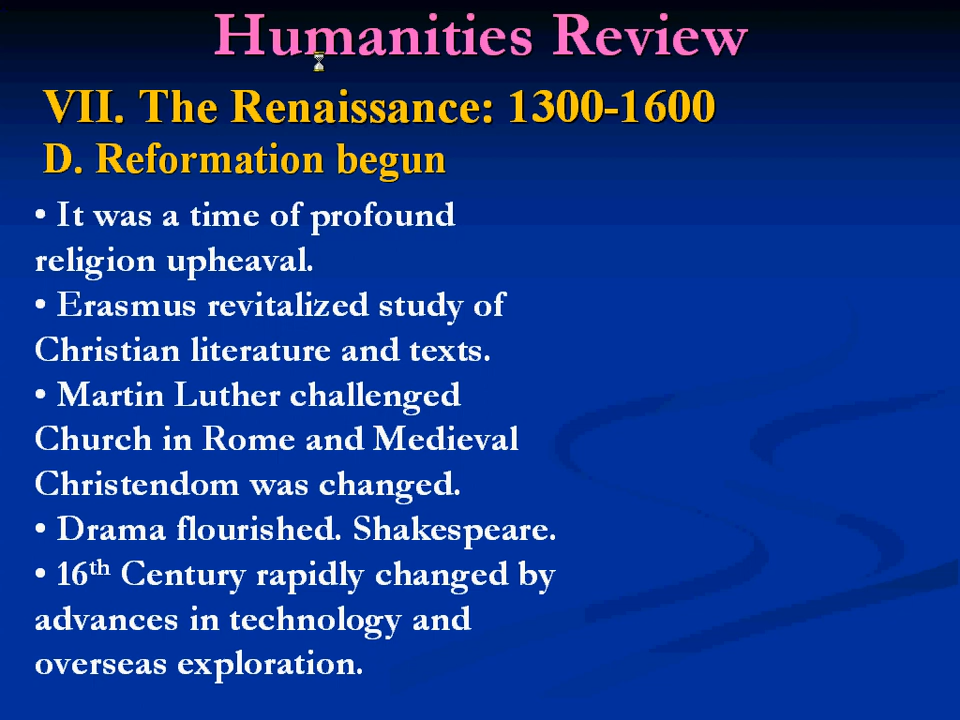 Humanities Review
VII. The Renaissance: 1300-1600
D. Reformation begun
• It was a time of profound
religion upheaval.
• Erasmus revitalized study of
Christian literature and texts.
• Martin Luther challenged
Church in Rome and Medieval
Christendom was changed.
• Drama flourished. Shakespeare.
• 16th Century rapidly changed by
advances in technology and
overseas exploration.